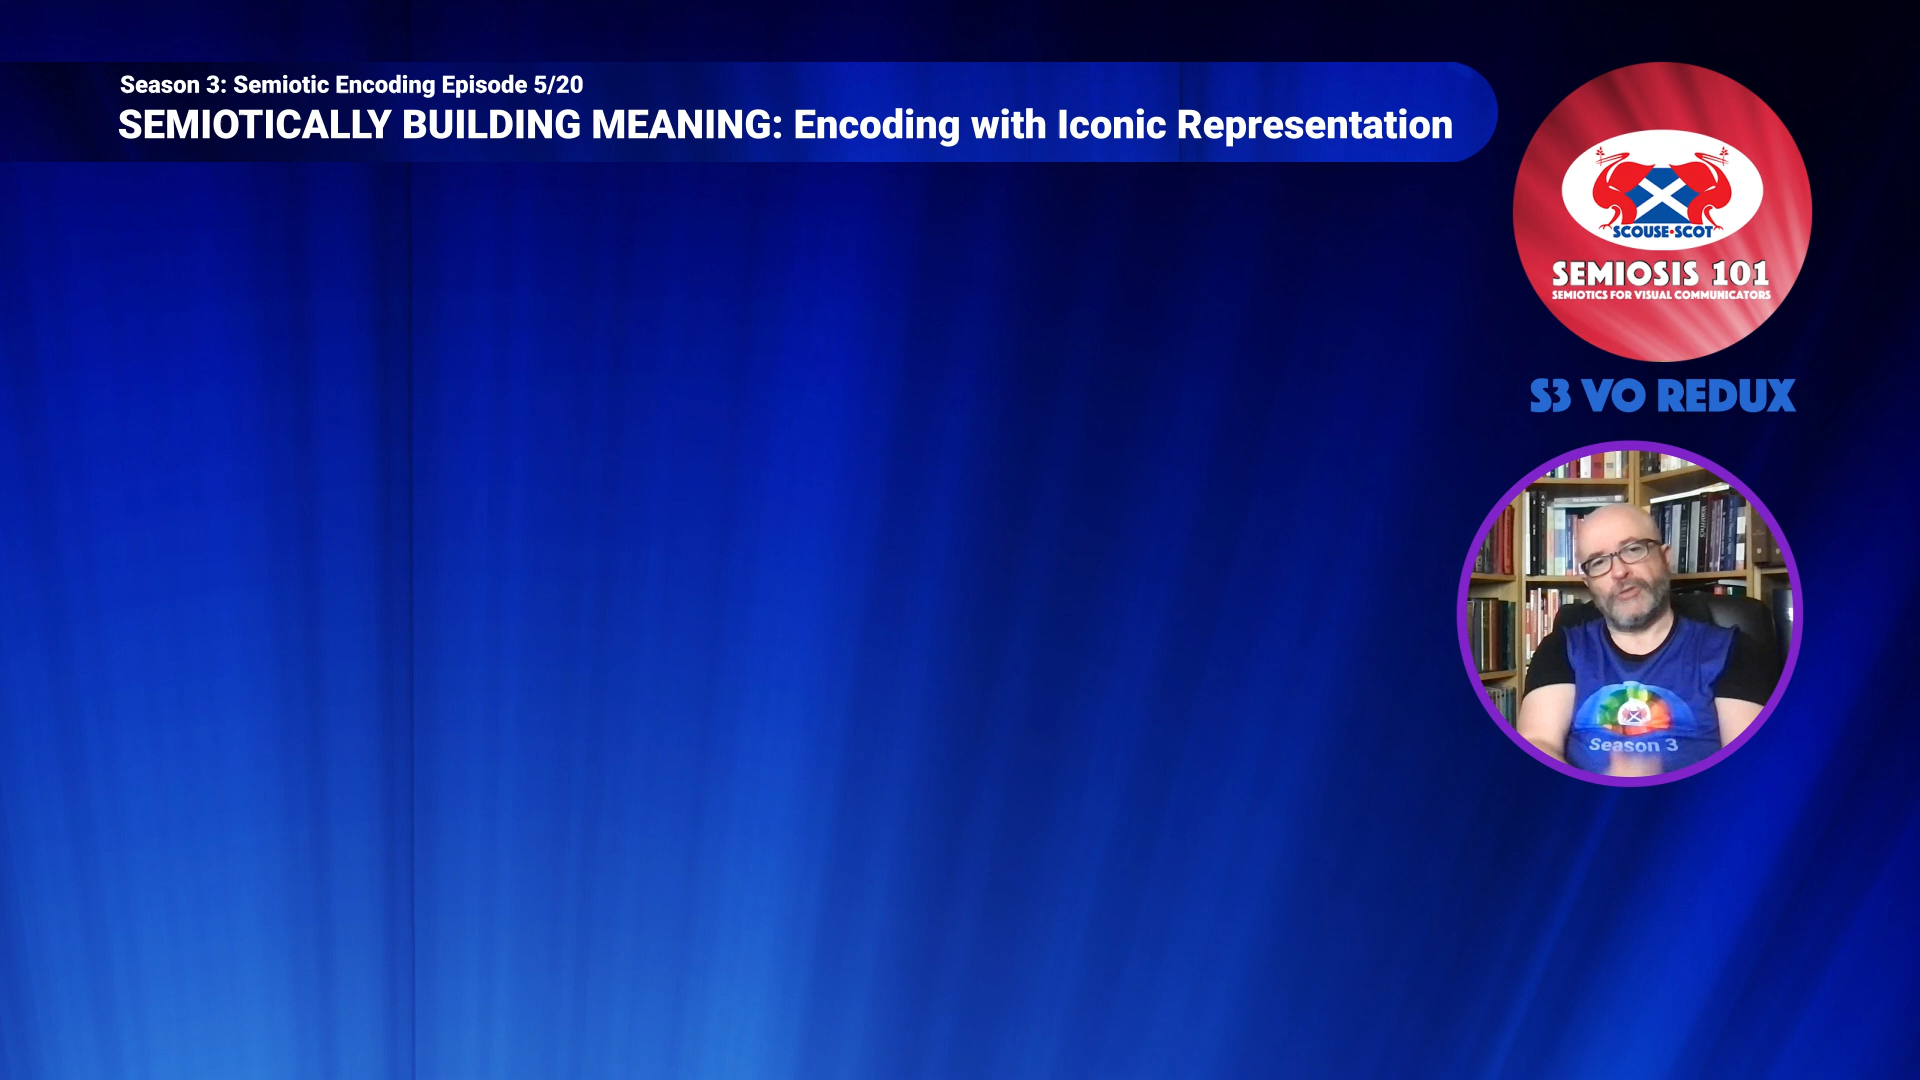 Season 3: Semiotic Encoding Episode 5/20
SEMIOTICALLY BUILDING MEANING: Encoding with Iconic Representation
SCOUSE•SCOT
SEMIOSIS 101
SEMIOTICS FOR VISUAL COMMUNICATORS
S3 VO REDUX
Season 3